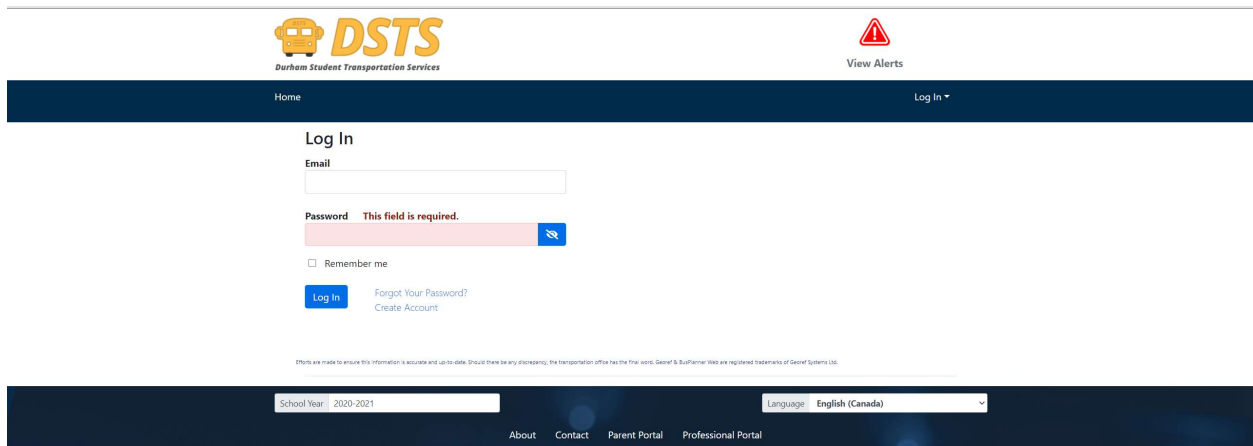 DSTS
DSTS
Durham Student Transportation Services
View Alerts
Home
Log In
Log In
Email
Password This field is required.
Remember me
Log In
Forgot Your Password?
Create Account
Efforts are made to ensure this information is accurate and up-to-date. Should there be any discrepancy, the transportation office has the final word. Georef & BusPlanner Web are registered trademarks of Georef Systems Ltd.
School Year 2020-2021
Language English (Canada)
About Contact Parent Portal Professional Portal